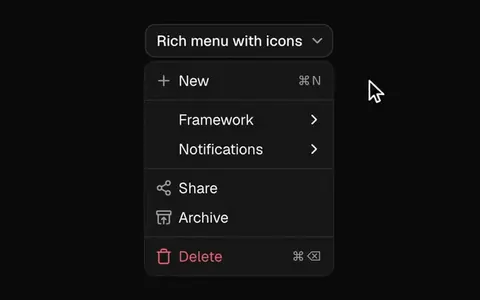 Rich menu with icons
New ⌘N
Framework
Notifications
Share
Archive
Delete ⌘⌫